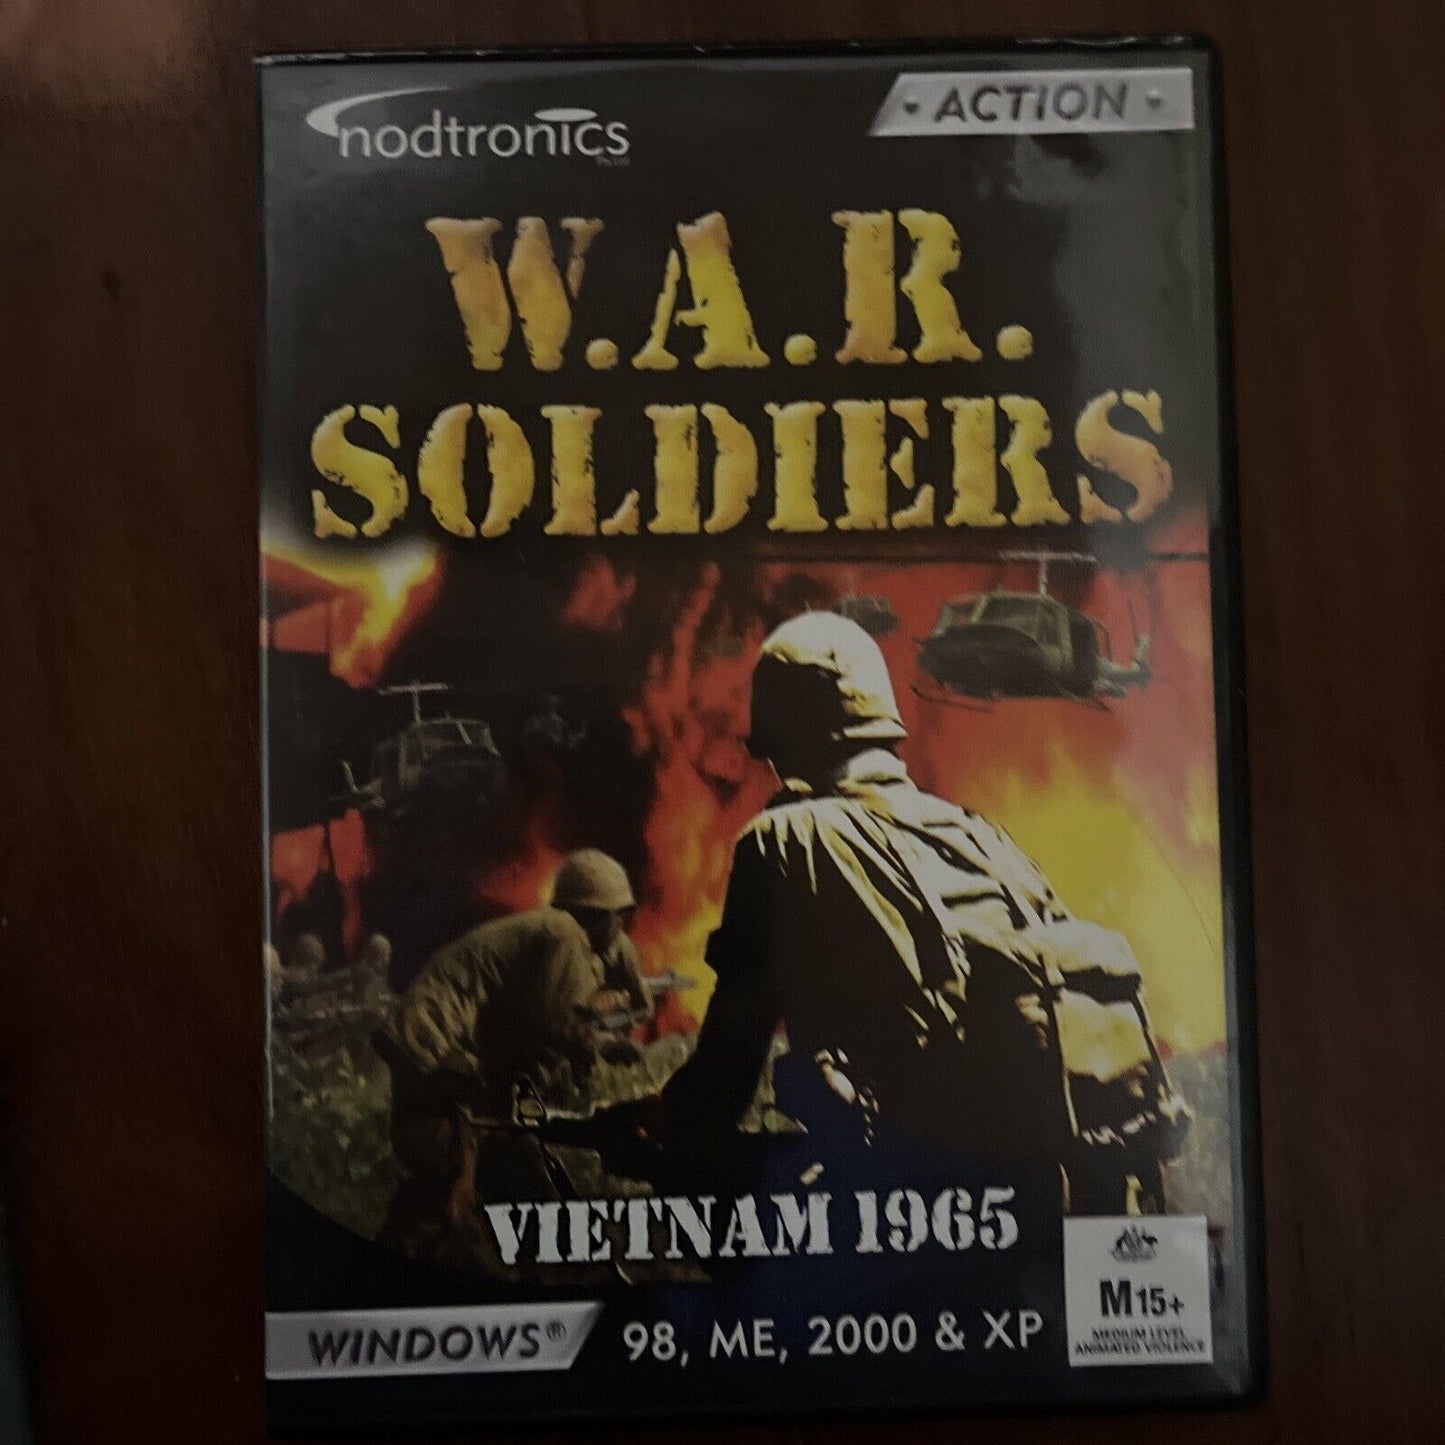 nodtronics
ACTION
W.A.R.
SOLDIERS
VIETNAM 1965
WINDOWS® 98, ME, 2000 & XP
M15+
MEDIUM LEVEL
ANIMATED VIOLENCE